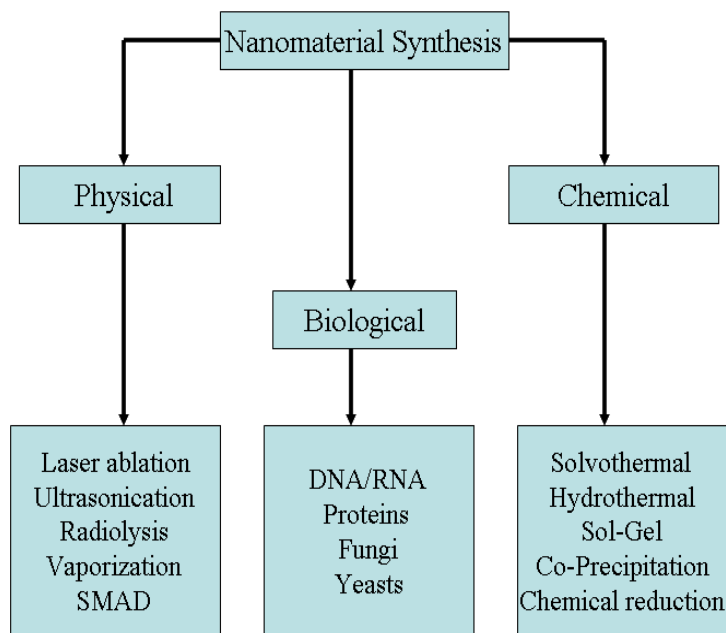 Nanomaterial Synthesis
Physical
Chemical
Biological
Laser ablation
Ultrasonication
Radiolysis
Vaporization
SMAD
DNA/RNA
Proteins
Fungi
Yeasts
Solvothermal
Hydrothermal
Sol-Gel
Co-Precipitation
Chemical reduction